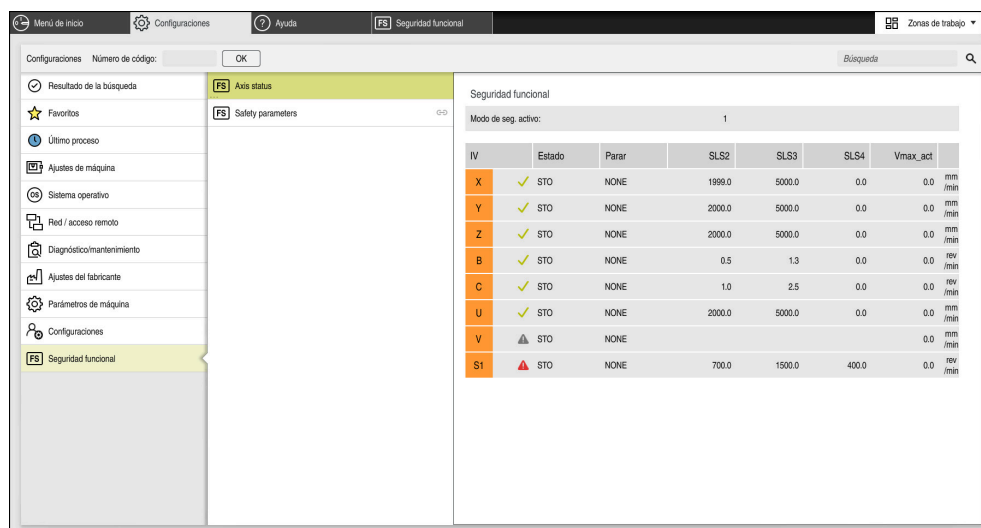 Menú de inicio Configuraciones ? Ayuda FS Seguridad funcional Zonas de trabajo
Configuraciones Número de código: OK Búsqueda
Resultado de la búsqueda
Favoritos
Último proceso
Ajustes de máquina
OS Sistema operativo
Red / acceso remoto
Diagnóstico/mantenimiento
Ajustes del fabricante
Parámetros de máquina
Configuraciones
FS Seguridad funcional
FS Axis status
FS Safety parameters
Seguridad funcional
Modo de seg. activo: 1
IV Estado Parar SLS2 SLS3 SLS4 Vmax_act
X STO NONE 1999.0 5000.0 0.0 0.0 mm/min
Y STO NONE 2000.0 5000.0 0.0 0.0 mm/min
Z STO NONE 2000.0 5000.0 0.0 0.0 mm/min
B STO NONE 0.5 1.3 0.0 0.0 rev/min
C STO NONE 1.0 2.5 0.0 0.0 rev/min
U STO NONE 2000.0 5000.0 0.0 0.0 mm/min
V STO NONE 0.0 mm/min
S1 STO NONE 700.0 1500.0 400.0 0.0 rev/min